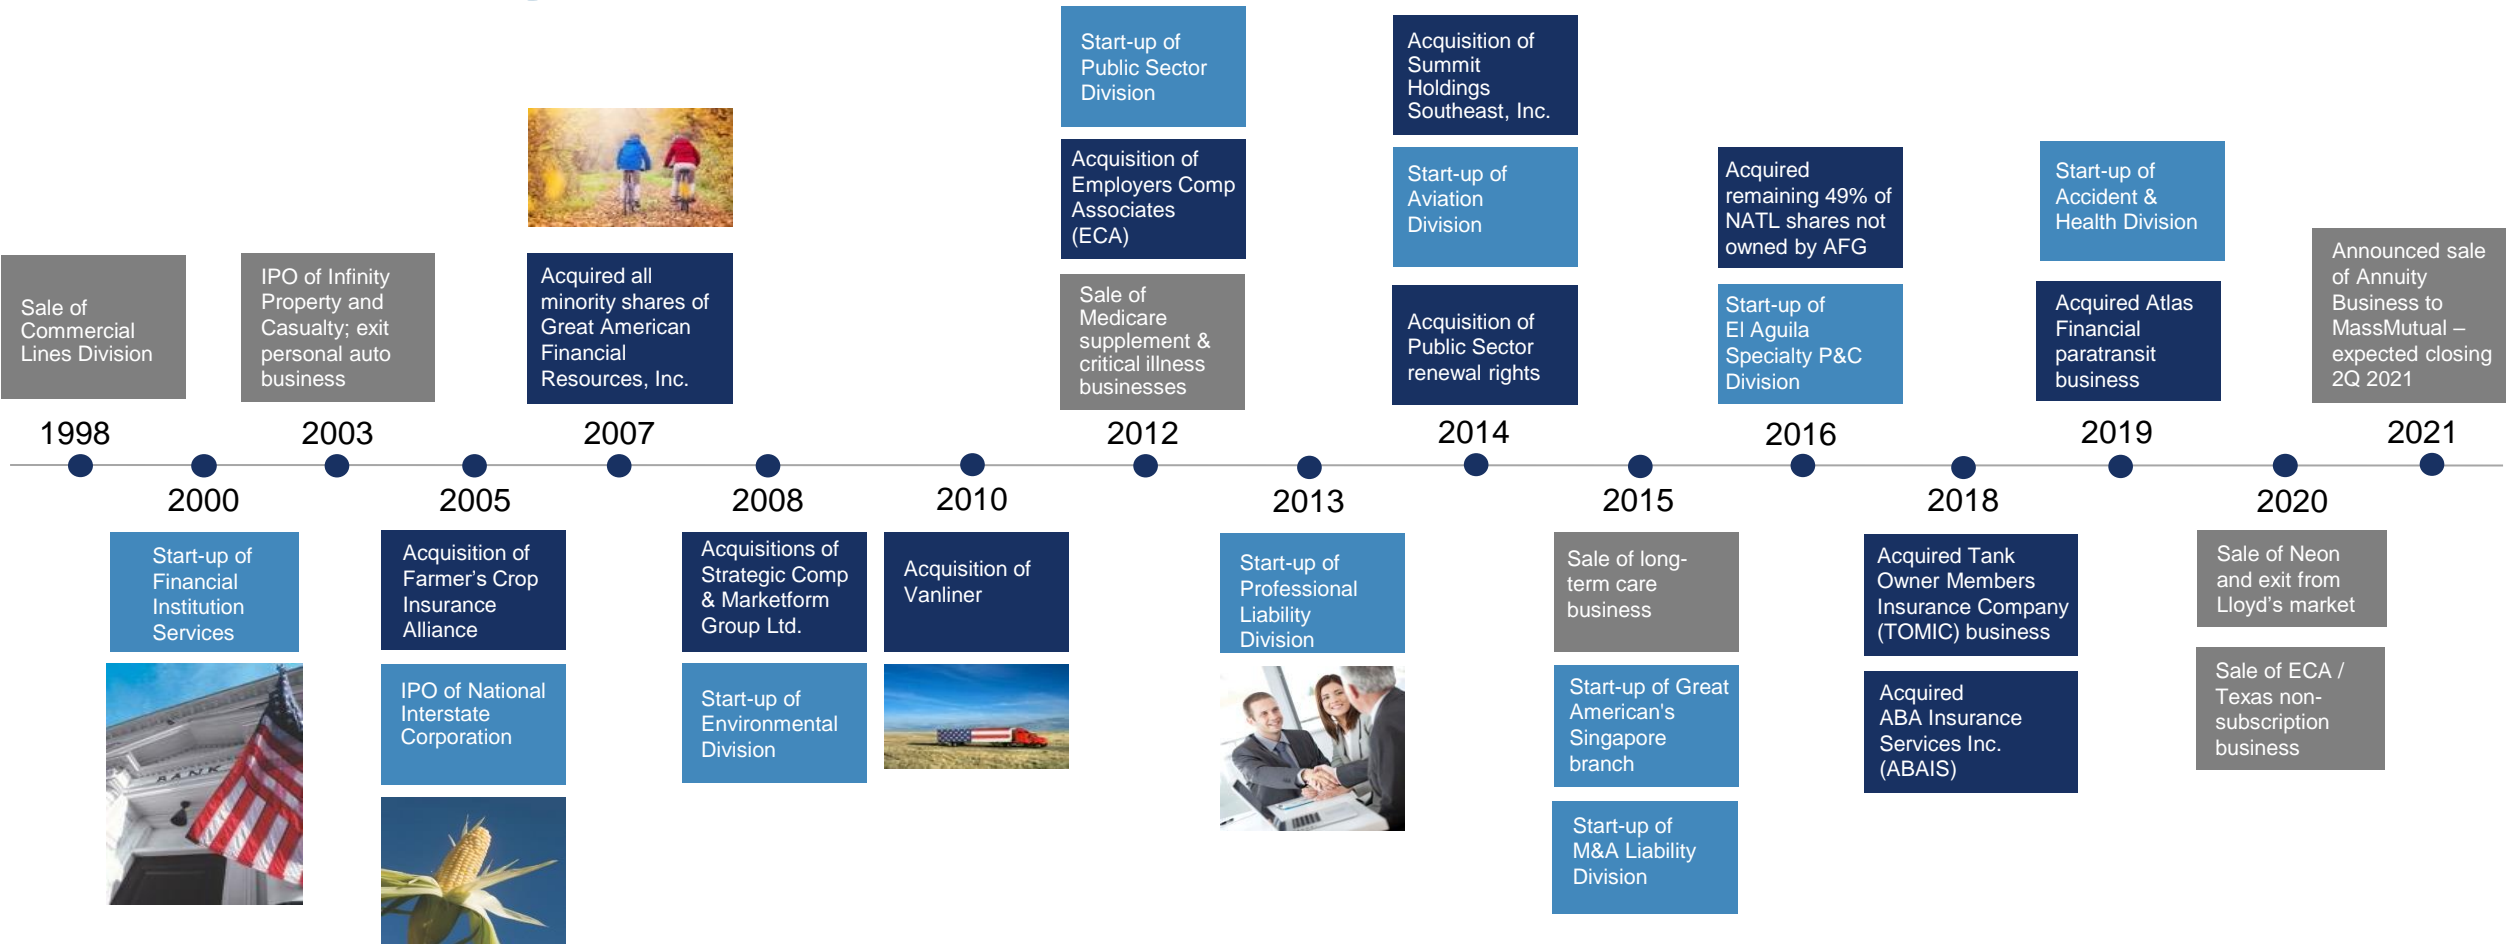 Sale of
Commercial
Lines Division
1998
Start-up of
Financial
Institution
Services
2000
BANK
IPO of Infinity
Property and
Casualty; exit
personal auto
business
2003
2005
Acquisition of
Farmer’s Crop
Insurance
Alliance
IPO of National
Interstate
Corporation
Acquired all
minority shares of
Great American
Financial
Resources, Inc.
2007
2008
Acquisitions of
Strategic Comp
& Marketform
Group Ltd.
Start-up of
Environmental
Division
2010
Acquisition of
Vanliner
Start-up of
Public Sector
Division
Acquisition of
Employers Comp
Associates
(ECA)
Sale of
Medicare
supplement &
critical illness
businesses
2012
2013
Start-up of
Professional
Liability
Division
Acquisition of
Summit
Holdings
Southeast, Inc.
Start-up of
Aviation
Division
Acquisition of
Public Sector
renewal rights
2014
2015
Sale of long-
term care
business
Start-up of Great
American's
Singapore
branch
Start-up of
M&A Liability
Division
Acquired
remaining 49% of
NATL shares not
owned by AFG
Start-up of
El Aguila
Specialty P&C
Division
2016
2018
Acquired Tank
Owner Members
Insurance Company
(TOMIC) business
Acquired
ABA Insurance
Services Inc.
(ABAIS)
Start-up of
Accident &
Health Division
Acquired Atlas
Financial
paratransit
business
2019
2020
Sale of Neon
and exit from
Lloyd’s market
Sale of ECA /
Texas non-
subscription
business
Announced sale
of Annuity
Business to
MassMutual –
expected closing
2Q 2021
2021